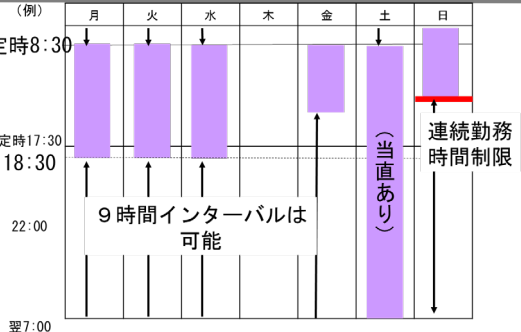 (例)
月 火 水 木 金 土 日
定時8:30
定時17:30
18:30
(当直あり)
連続勤務
時間制限
９時間インターバルは
可能
22:00
翌7:00